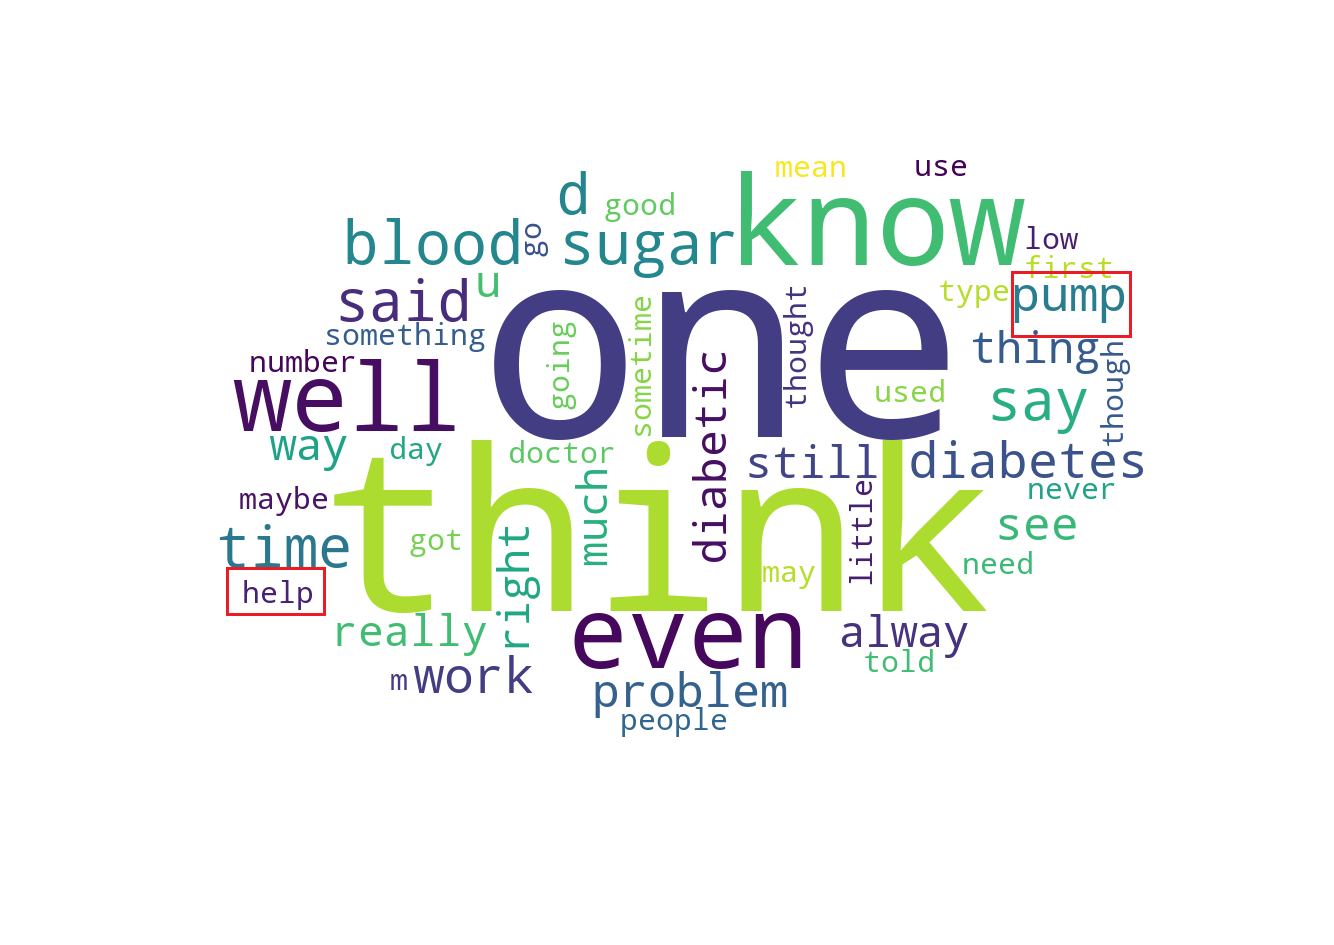 mean
use
know
d
good
blood
go
sugar
low
first
said
u
one
type
pump
something
sometime
thought
thing
number
well
going
used
say
though
way
day
doctor
diabetic
still
diabetes
maybe
think
much
little
never
time
got
right
may
see
need
help
really
even
alway
told
m
work
problem
people